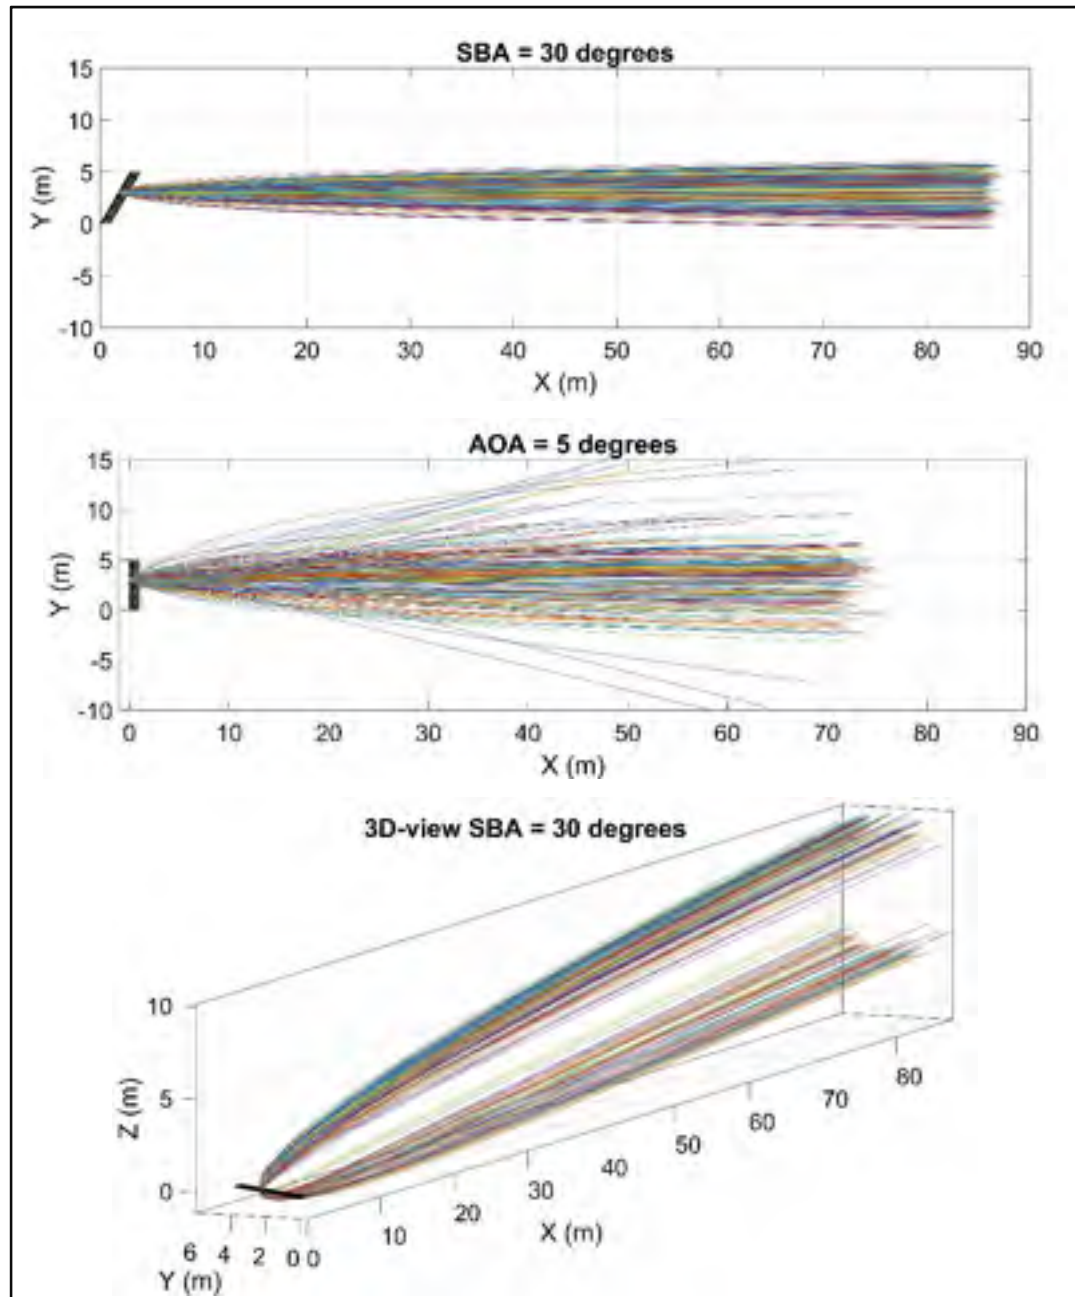 SBA = 30 degrees
15
10
5
0
-5
-10
Y (m)
0 10 20 30 40 50 60 70 80 90
X (m)
AOA = 5 degrees
15
10
5
0
-5
-10
Y (m)
0 10 20 30 40 50 60 70 80 90
X (m)
3D-view SBA = 30 degrees
10
5
0
Z (m)
6 4 2 0
Y (m)
0 10 20 30 40 50 60 70 80
X (m)